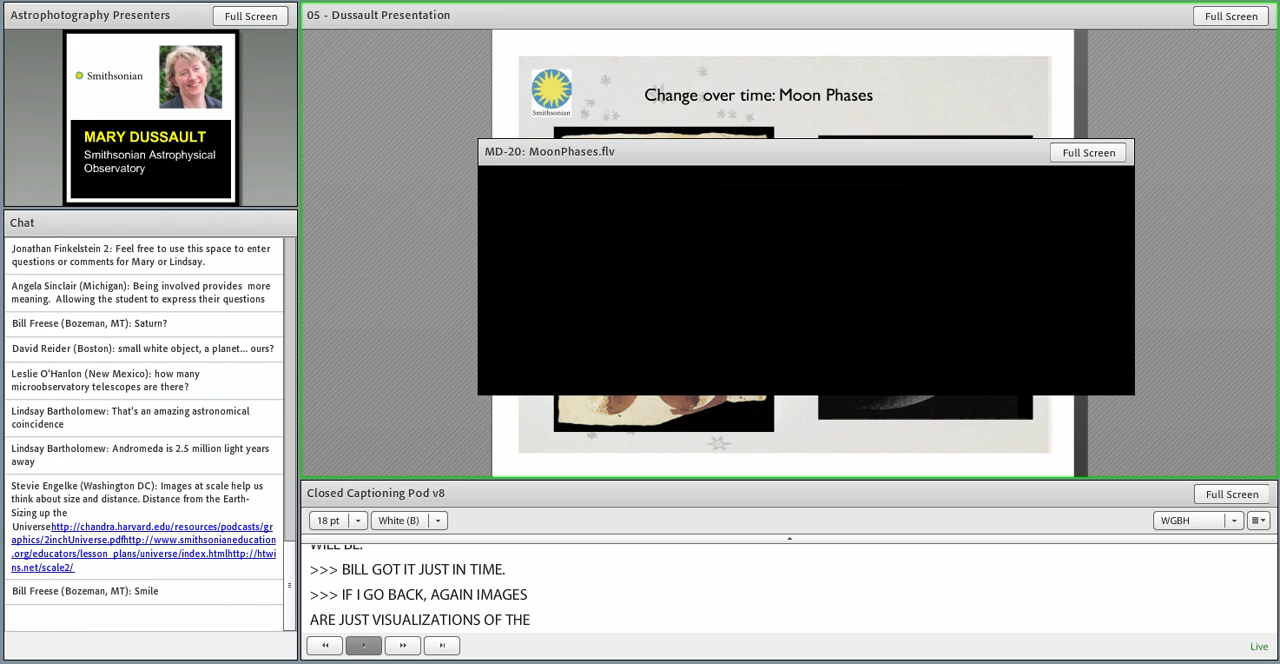 Astrophotography Presenters
Full Screen
Smithsonian
MARY DUSSAULT
Smithsonian Astrophysical
Observatory
Chat
Jonathan Finkelstein 2: Feel free to use this space to enter
questions or comments for Mary or Lindsay.
Angela Sinclair (Michigan): Being involved provides more
meaning. Allowing the student to express their questions
Bill Freese (Bozeman, MT): Saturn?
David Reider (Boston): small white object, a planet... ours?
Leslie O'Hanlon (New Mexico): how many
microobservatory telescopes are there?
Lindsay Bartholomew: That's an amazing astronomical
coincidence
Lindsay Bartholomew: Andromeda is 2.5 million light years
away
Stevie Engelke (Washington DC): Images at scale help us
think about size and distance. Distance from the Earth-
Sizing up the
Universehttp://chandra.harvard.edu/resources/podcasts/gr
aphics/2inchUniverse.pdfhttp://www.smithsonianeducation
.org/educators/lesson_plans/universe/index.htmlhttp://htwi
ns.net/scale2/
Bill Freese (Bozeman, MT): Smile
05 - Dussault Presentation
Full Screen
Smithsonian
Change over time: Moon Phases
MD-20: MoonPhases.flv
Full Screen
Closed Captioning Pod v8
Full Screen
18 pt
White (B)
WGBH
WILL BE.
>>> BILL GOT IT JUST IN TIME.
>>> IF I GO BACK, AGAIN IMAGES
ARE JUST VISUALIZATIONS OF THE
Live